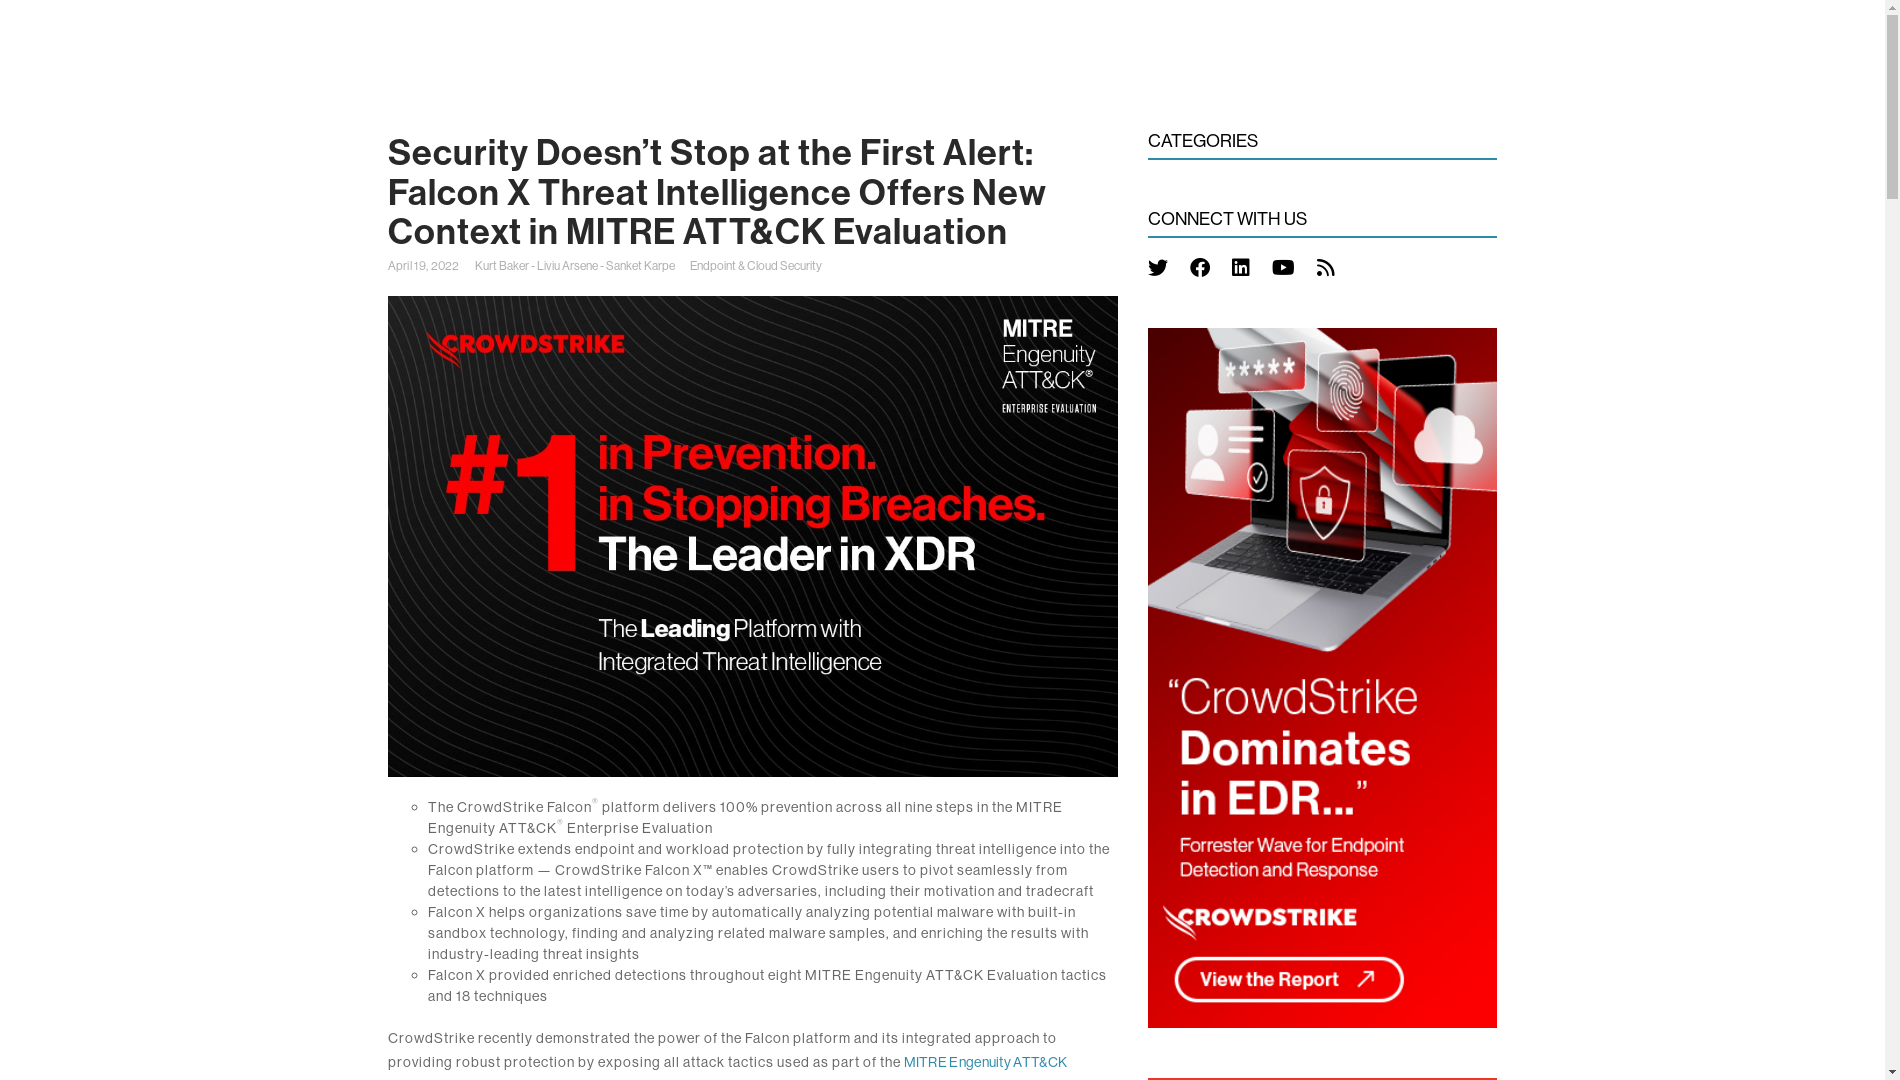 Security Doesn’t Stop at the First Alert:
Falcon X Threat Intelligence Offers New
Context in MITRE ATT&CK Evaluation
April 19, 2022 Kurt Baker - Liviu Arsene - Sanket Karpe Endpoint & Cloud Security
CROWDSTRIKE
MITRE
Engenuity
ATT&CK®
ENTERPRISE EVALUATION
#1
in Prevention.
in Stopping Breaches.
The Leader in XDR
The Leading Platform with
Integrated Threat Intelligence
The CrowdStrike Falcon® platform delivers 100% prevention across all nine steps in the MITRE
Engenuity ATT&CK® Enterprise Evaluation
CrowdStrike extends endpoint and workload protection by fully integrating threat intelligence into the
Falcon platform — CrowdStrike Falcon X™ enables CrowdStrike users to pivot seamlessly from
detections to the latest intelligence on today’s adversaries, including their motivation and tradecraft
Falcon X helps organizations save time by automatically analyzing potential malware with built-in
sandbox technology, finding and analyzing related malware samples, and enriching the results with
industry-leading threat insights
Falcon X provided enriched detections throughout eight MITRE Engenuity ATT&CK Evaluation tactics
and 18 techniques
CrowdStrike recently demonstrated the power of the Falcon platform and its integrated approach to
providing robust protection by exposing all attack tactics used as part of the MITRE Engenuity ATT&CK
CATEGORIES
CONNECT WITH US
*****
“CrowdStrike
Dominates
in EDR...”
Forrester Wave for Endpoint
Detection and Response
CROWDSTRIKE
View the Report